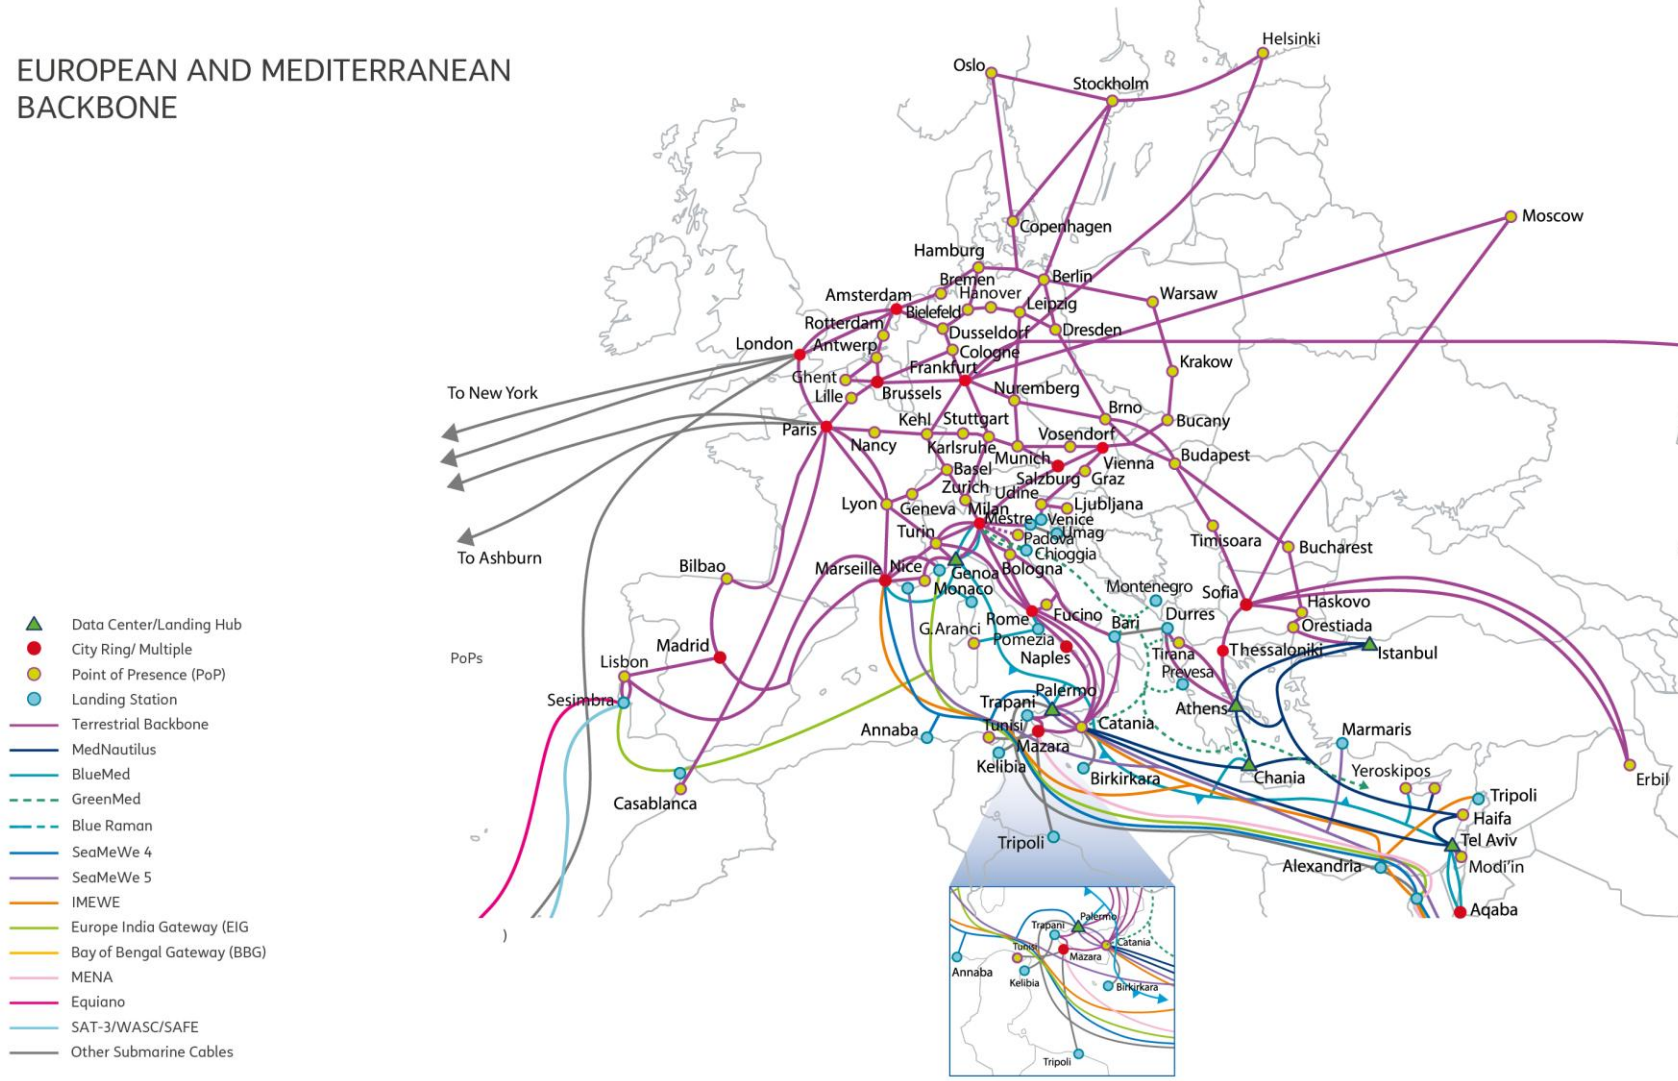 EUROPEAN AND MEDITERRANEAN
BACKBONE
Helsinki
Oslo
Stockholm
Moscow
Copenhagen
Hamburg
Berlin
Bremen
Hanover
Warsaw
Amsterdam
Bielefeld
Leipzig
Rotterdam
Dusseldorf
Dresden
London
Antwerp
Cologne
Frankfurt
Krakow
Ghent
Nuremberg
To New York
Lille
Brussels
Brno
Kehl
Stuttgart
Bucany
Paris
Nancy
Karlsruhe
Vosendorf
Munich
Vienna
Budapest
Basel
Salzburg
Graz
Zurich
Udine
Lyon
Geneva
Milan
Ljubljana
Mestre
Venice
Turin
Umag
Padova
Timisoara
Bucharest
To Ashburn
Chioggia
Bilbao
Marseille
Nice
Genoa
Bologna
Monaco
Montenegro
Sofia
Haskovo
Fucino
Durres
Rome
Bari
Orestiada
G.Aranci
Pomezia
Madrid
Naples
Tirana
Thessaloniki
Istanbul
PoPs
Lisbon
Prevesa
Sesimbra
Palermo
Trapani
Athens
Annaba
Tunisi
Catania
Marmaris
Mazara
Kelibia
Birkirkara
Chania
Yeroskipos
Erbil
Casablanca
Tripoli
Haifa
Tripoli
Tel Aviv
Alexandria
Modi'in
Aqaba
Data Center/Landing Hub
City Ring/ Multiple
Point of Presence (PoP)
Landing Station
Terrestrial Backbone
MedNautilus
BlueMed
GreenMed
Blue Raman
SeaMeWe 4
SeaMeWe 5
IMEWE
Europe India Gateway (EIG
)
Bay of Bengal Gateway (BBG)
MENA
Equiano
SAT-3/WASC/SAFE
Other Submarine Cables
Palermo
Trapani
Catania
Tunisi
Mazara
Annaba
Kelibia
Birkirkara
Tripoli